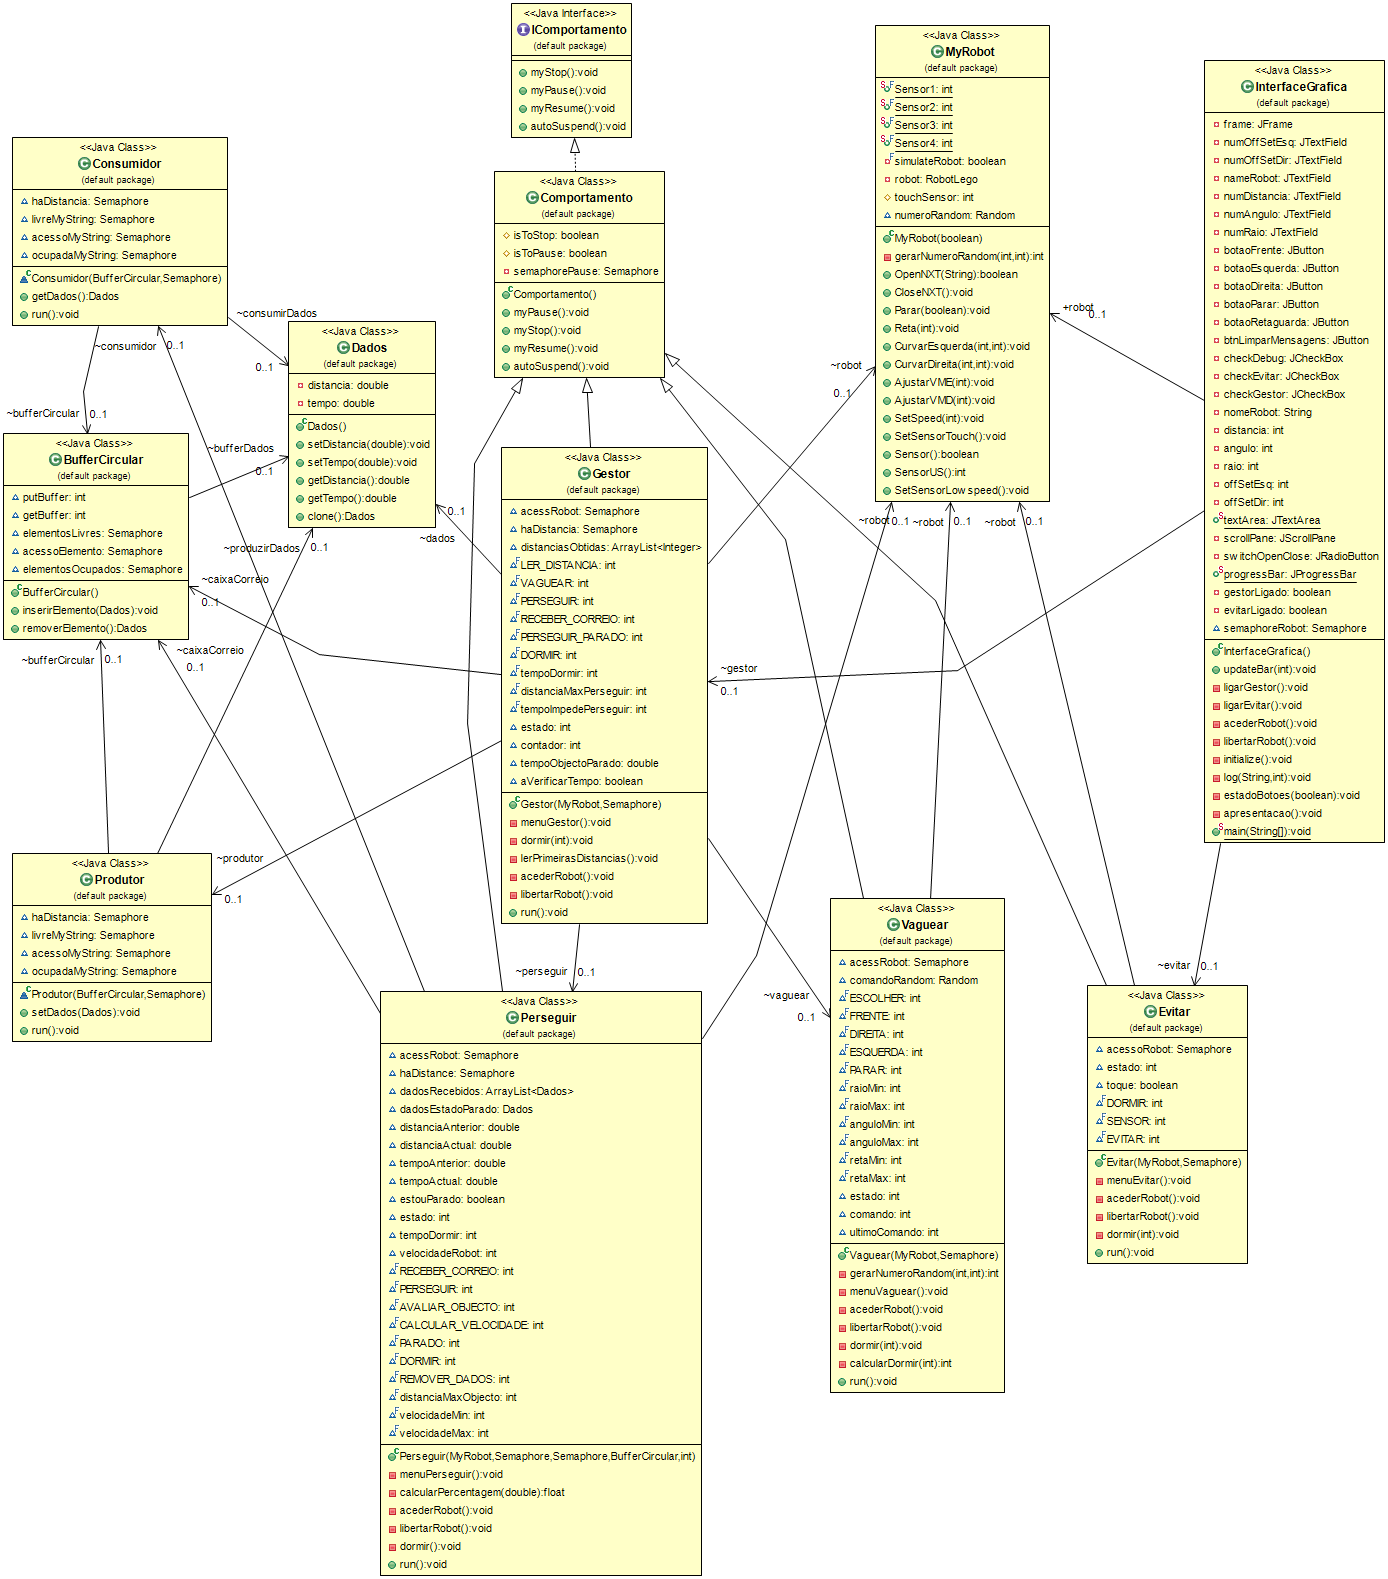 <<Java Interface>>
IComportamento
(default package)
myStop():void
myPause():void
myResume():void
autoSuspend():void
<<Java Class>>
MyRobot
(default package)
Sensor1: int
Sensor2: int
Sensor3: int
Sensor4: int
simulateRobot: boolean
robot: RobotLego
touchSensor: int
numeroRandom: Random
MyRobot(boolean)
gerarNumeroRandom(int,int):int
OpenNXT(String):boolean
CloseNXT():void
Parar(boolean):void
Reta(int):void
CurvarEsquerda(int,int):void
CurvarDireita(int,int):void
AjustarVME(int):void
AjustarVMD(int):void
SetSpeed(int):void
SetSensorTouch():void
Sensor():boolean
SensorUS():int
SetSensorLowspeed():void
<<Java Class>>
InterfaceGrafica
(default package)
frame: JFrame
numOffSetEsq: JTextField
numOffSetDir: JTextField
nameRobot: JTextField
numDistancia: JTextField
numAngulo: JTextField
numRaio: JTextField
botaoFrente: JButton
botaoEsquerda: JButton
botaoDireita: JButton
botaoParar: JButton
botaoRetaguarda: JButton
btnLimparMensagens: JButton
checkDebug: JCheckBox
checkEvitar: JCheckBox
checkGestor: JCheckBox
nomeRobot: String
distancia: int
angulo: int
raio: int
offSetEsq: int
offSetDir: int
textArea: JTextArea
scrollPane: JScrollPane
switchOpenClose: JRadioButton
progressBar: JProgressBar
gestorLigado: boolean
evitarLigado: boolean
semaphoreRobot: Semaphore
InterfaceGrafica()
updateBar(int):void
ligarGestor():void
ligarEvitar():void
acederRobot():void
libertarRobot():void
initialize():void
log(String,int):void
estadoBotoes(boolean):void
apresentacao():void
main(String[]):void
<<Java Class>>
Consumidor
(default package)
haDistancia: Semaphore
livreMyString: Semaphore
acessoMyString: Semaphore
ocupadaMyString: Semaphore
Consumidor(BufferCircular,Semaphore)
getDados():Dados
run():void
<<Java Class>>
Comportamento
(default package)
isToStop: boolean
isToPause: boolean
semaphorePause: Semaphore
Comportamento()
myPause():void
myStop():void
myResume():void
autoSuspend():void
~consumirDados
0..1
~consumidor
0..1
~bufferCircular
0..1
<<Java Class>>
Dados
(default package)
distancia: double
tempo: double
Dados()
setDistancia(double):void
setTempo(double):void
getDistancia():double
getTempo():double
clone():Dados
+robot
0..1
~robot
0..1
<<Java Class>>
BufferCircular
(default package)
putBuffer: int
getBuffer: int
elementosLivres: Semaphore
acessoElemento: Semaphore
elementosOcupados: Semaphore
BufferCircular()
inserirElemento(Dados):void
removerElemento():Dados
~bufferDados
0..1
~dados
0..1
~produzirDados
0..1
~caixaCorreio
0..1
~caixaCorreio
0..1
~bufferCircular
0..1
~robot
0..1
~robot
0..1
~robot
0..1
<<Java Class>>
Gestor
(default package)
acessRobot: Semaphore
haDistancia: Semaphore
distanciasObtidas: ArrayList<Integer>
LER_DISTANCIA: int
VAGUEAR: int
PERSEGUIR: int
RECEBER_CORREIO: int
PERSEGUIR_PARADO: int
DORMIR: int
tempoDormir: int
distanciaMaxPerseguir: int
tempoImpedePerseguir: int
estado: int
contador: int
tempoObjectoParado: double
aVerificarTempo: boolean
Gestor(MyRobot,Semaphore)
menuGestor():void
dormir(int):void
lerPrimeirasDistancias():void
acederRobot():void
libertarRobot():void
run():void
~gestor
0..1
~produtor
0..1
<<Java Class>>
Produtor
(default package)
haDistancia: Semaphore
livreMyString: Semaphore
acessoMyString: Semaphore
ocupadaMyString: Semaphore
Produtor(BufferCircular,Semaphore)
setDados(Dados):void
run():void
~perseguir
0..1
~vaguear
0..1
~evitar
0..1
<<Java Class>>
Perseguir
(default package)
acessRobot: Semaphore
haDistance: Semaphore
dadosRecebidos: ArrayList<Dados>
dadosEstadoParado: Dados
distanciaAnterior: double
distanciaActual: double
tempoAnterior: double
tempoActual: double
estouParado: boolean
estado: int
tempoDormir: int
velocidadeRobot: int
RECEBER_CORREIO: int
PERSEGUIR: int
AVALIAR_OBJECTO: int
CALCULAR_VELOCIDADE: int
PARADO: int
DORMIR: int
REMOVER_DADOS: int
distanciaMaxObjecto: int
velocidadeMin: int
velocidadeMax: int
Perseguir(MyRobot,Semaphore,Semaphore,BufferCircular,int)
menuPerseguir():void
calcularPercentagem(double):float
acederRobot():void
libertarRobot():void
dormir():void
run():void
<<Java Class>>
Vaguear
(default package)
acessRobot: Semaphore
comandoRandom: Random
ESCOLHER: int
FRENTE: int
DIREITA: int
ESQUERDA: int
PARAR: int
raioMin: int
raioMax: int
anguloMin: int
anguloMax: int
retaMin: int
retaMax: int
estado: int
comando: int
ultimoComando: int
Vaguear(MyRobot,Semaphore)
gerarNumeroRandom(int,int):int
menuVaguear():void
acederRobot():void
libertarRobot():void
dormir(int):void
calcularDormir(int):int
run():void
<<Java Class>>
Evitar
(default package)
acessoRobot: Semaphore
estado: int
toque: boolean
DORMIR: int
SENSOR: int
EVITAR: int
Evitar(MyRobot,Semaphore)
menuEvitar():void
acederRobot():void
libertarRobot():void
dormir(int):void
run():void